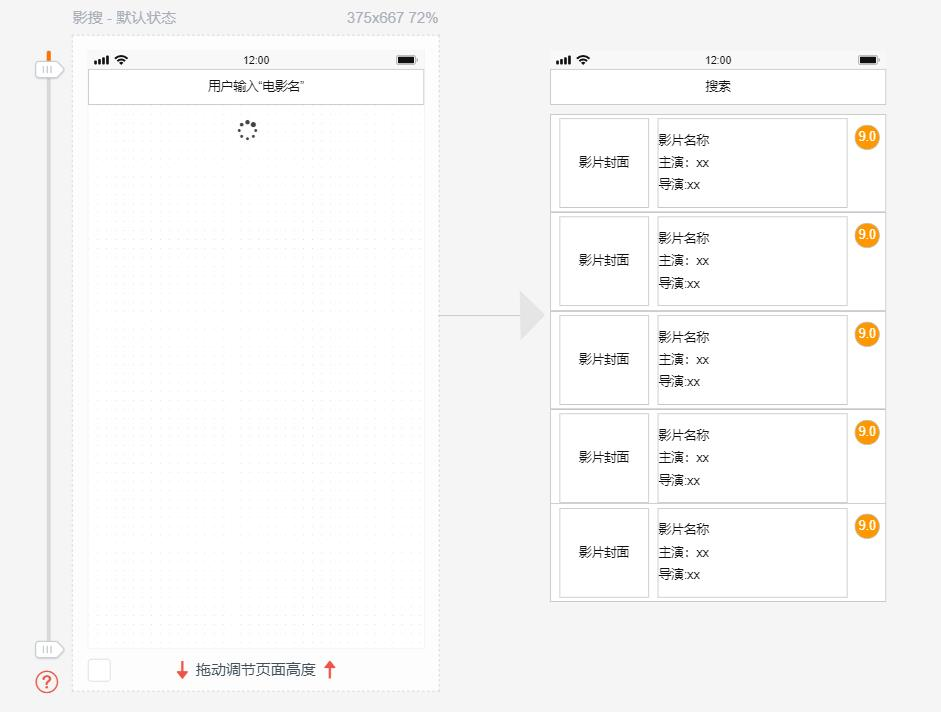 影搜 - 默认状态
375x667 72%
12:00
用户输入“电影名”
拖动调节页面高度
?
12:00
搜索
影片封面
影片名称
主演：xx
导演:xx
9.0
影片封面
影片名称
主演：xx
导演:xx
9.0
影片封面
影片名称
主演：xx
导演:xx
9.0
影片封面
影片名称
主演：xx
导演:xx
9.0
影片封面
影片名称
主演：xx
导演:xx
9.0